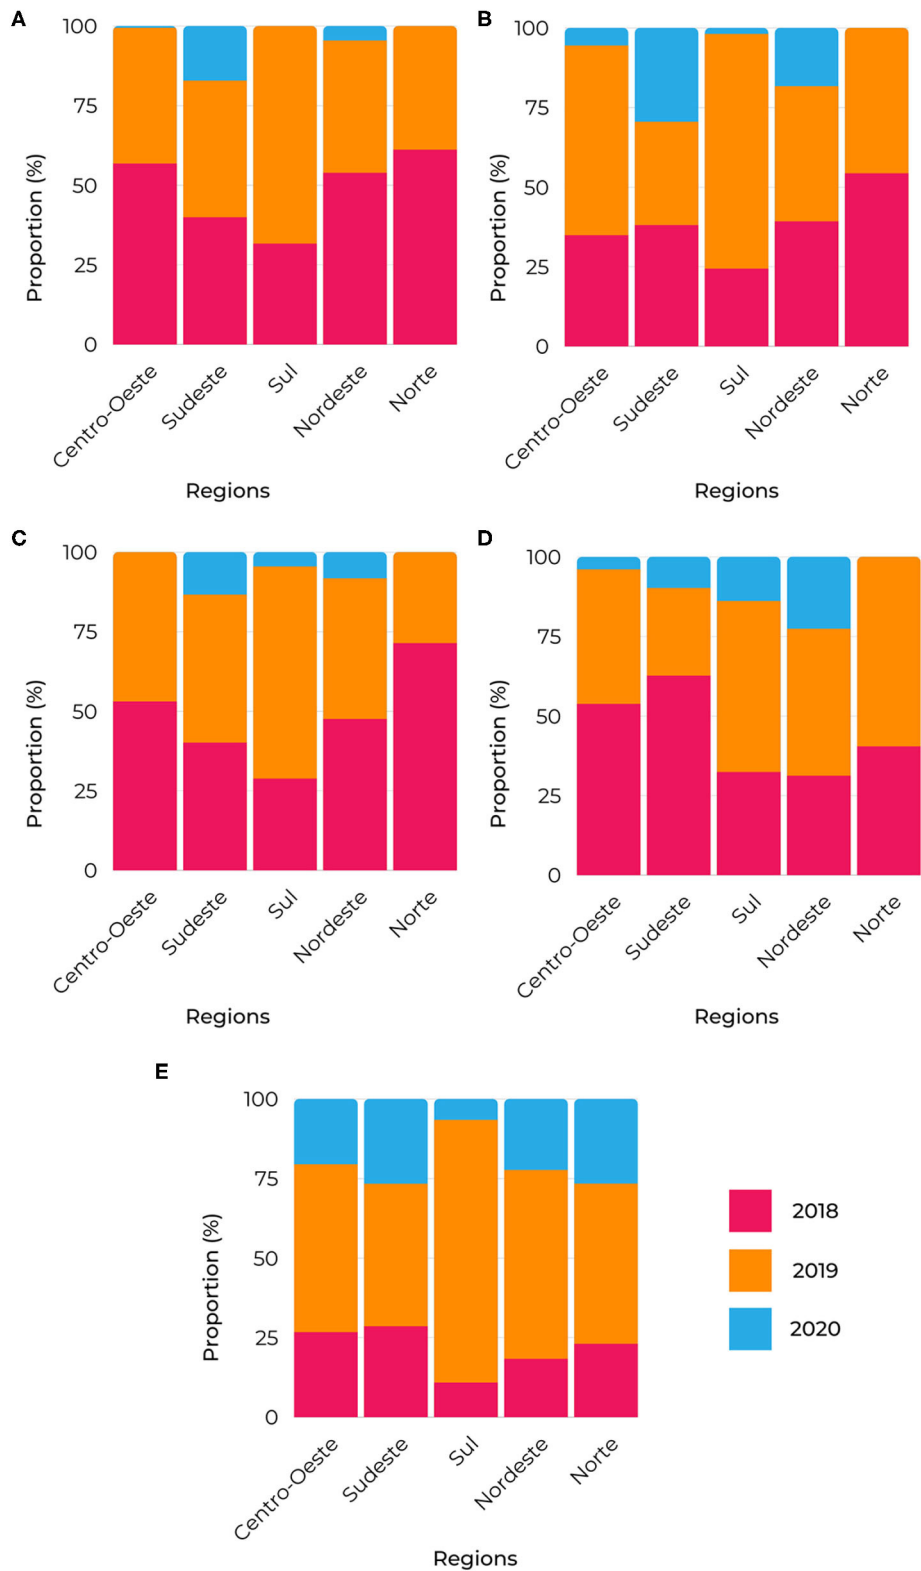 A
Proportion (%)
100
75
50
25
0
Centro-Oeste
Sudeste
Sul
Nordeste
Norte
Regions
B
Proportion (%)
100
75
50
25
0
Centro-Oeste
Sudeste
Sul
Nordeste
Norte
Regions
C
Proportion (%)
100
75
50
25
0
Centro-Oeste
Sudeste
Sul
Nordeste
Norte
Regions
D
Proportion (%)
100
75
50
25
0
Centro-Oeste
Sudeste
Sul
Nordeste
Norte
Regions
E
Proportion (%)
100
75
50
25
0
Centro-Oeste
Sudeste
Sul
Nordeste
Norte
Regions
2018
2019
2020